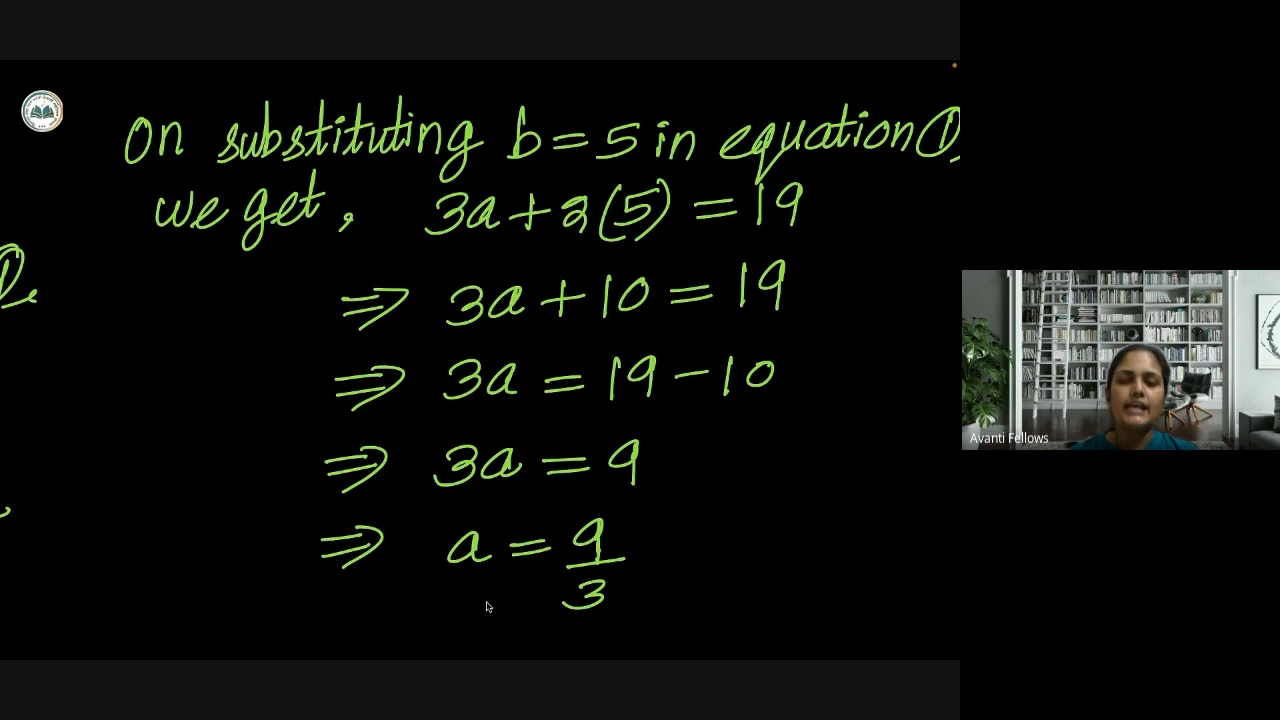 On substituting b = 5 in equation ①,
we get, 3a + 2(5) = 19
⇒ 3a + 10 = 19
⇒ 3a = 19 - 10
⇒ 3a = 9
⇒ a = 9/3
Avanti Fellows